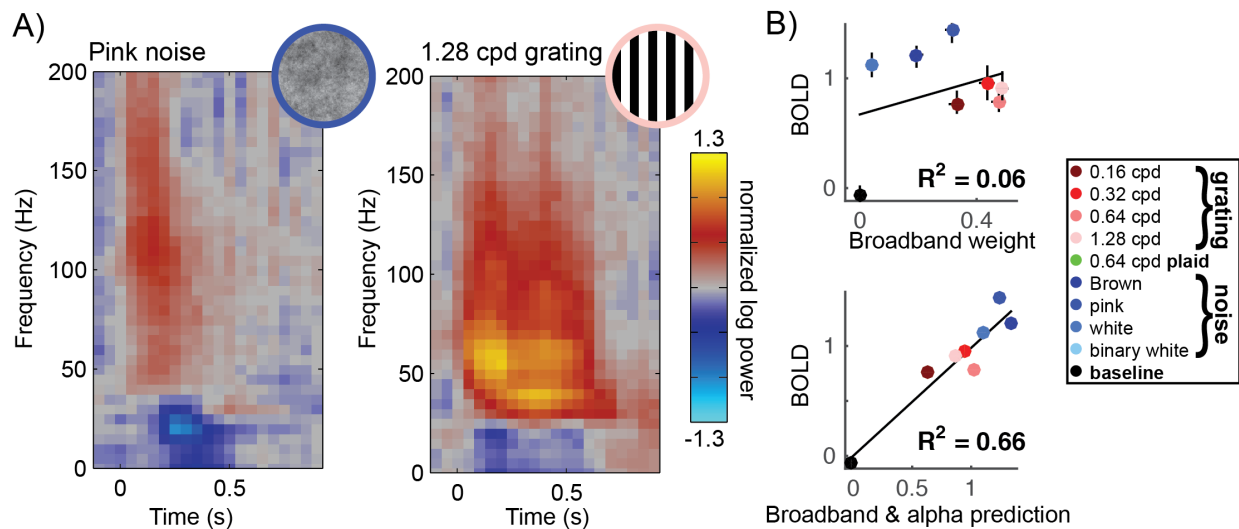 A)
Pink noise
1.28 cpd grating
200
150
100
50
0
Frequency (Hz)
0
0.5
Time (s)
200
150
100
50
0
Frequency (Hz)
0
0.5
Time (s)
1.3
normalized log power
-1.3
B)
BOLD
1
0
R² = 0.06
0
0.4
Broadband weight
BOLD
1
0
R² = 0.66
0
0.5
1
Broadband & alpha prediction
0.16 cpd
0.32 cpd
0.64 cpd
1.28 cpd
grating
0.64 cpd plaid
Brown
pink
white
binary white
noise
baseline